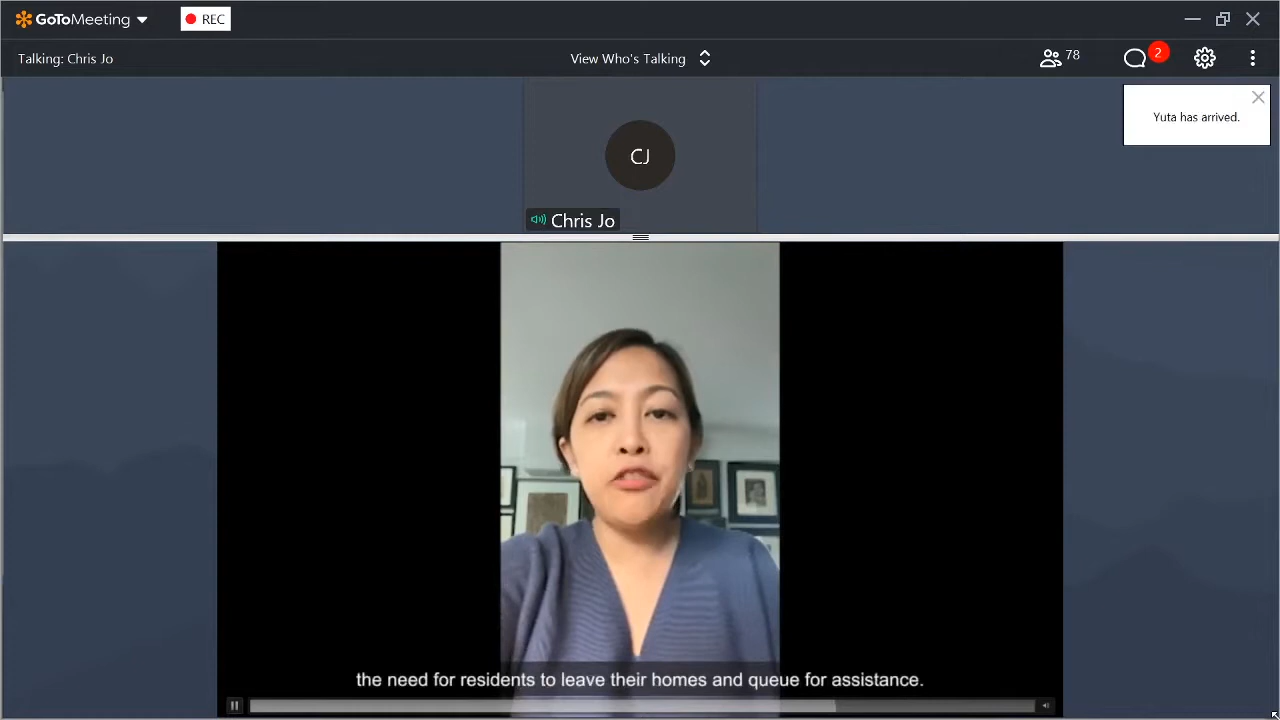 GoToMeeting
REC
Talking: Chris Jo
View Who's Talking
78
2
Yuta has arrived.
CJ
Chris Jo
the need for residents to leave their homes and queue for assistance.